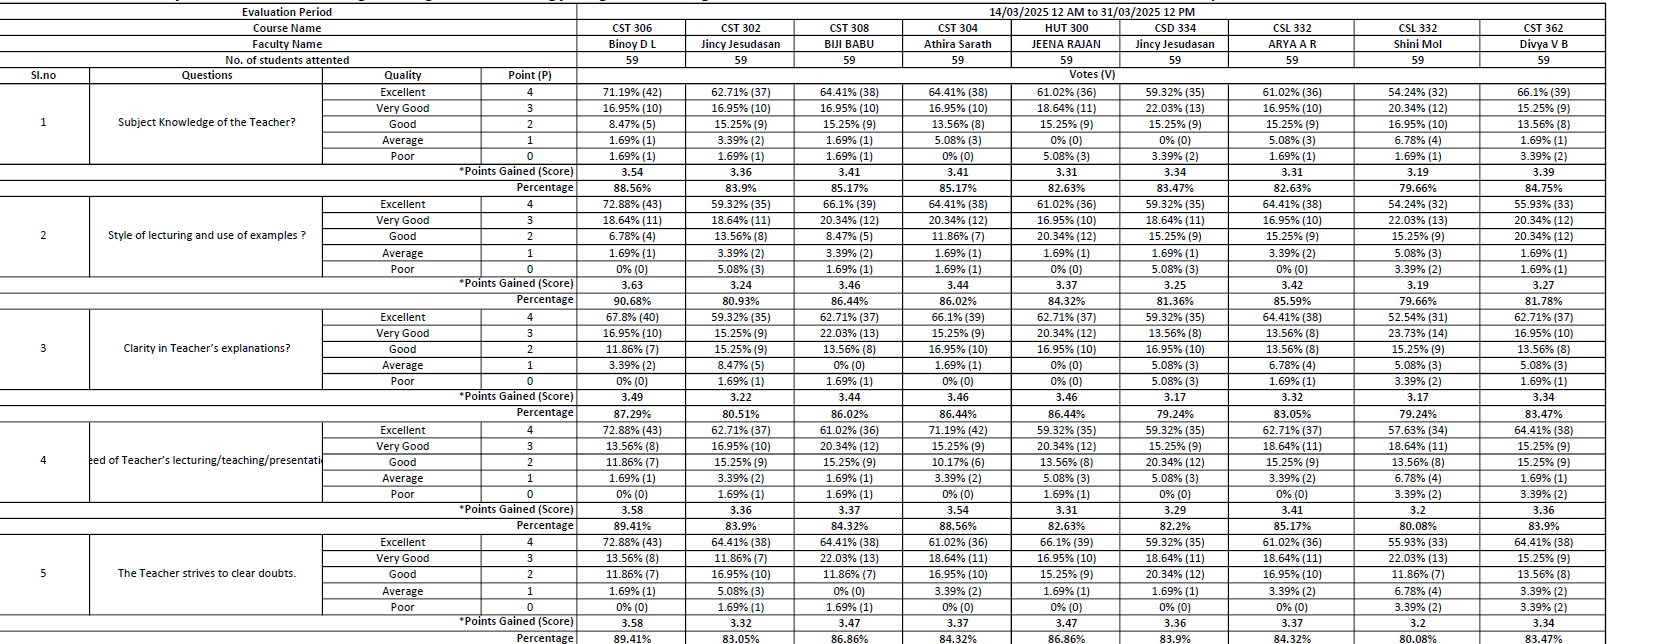 Evaluation Period 14/03/2025 12 AM to 31/03/2025 12 PM
Course Name CST 306 CST 302 CST 308 CST 304 HUT 300 CSD 334 CSL 332 CSL 332 CST 362
Faculty Name Binoy D L Jincy Jesudasan BIJI BABU Athira Sarath JEENA RAJAN Jincy Jesudasan ARYA A R Shini Mol Divya V B
No. of students attented 59 59 59 59 59 59 59 59 59
Sl.no Questions Quality Point (P) Votes (V)
Excellent 4 71.19% (42) 62.71% (37) 64.41% (38) 64.41% (38) 61.02% (36) 59.32% (35) 61.02% (36) 54.24% (32) 66.1% (39)
Very Good 3 16.95% (10) 16.95% (10) 16.95% (10) 16.95% (10) 18.64% (11) 22.03% (13) 16.95% (10) 20.34% (12) 15.25% (9)
1 Subject Knowledge of the Teacher? Good 2 8.47% (5) 15.25% (9) 15.25% (9) 13.56% (8) 15.25% (9) 15.25% (9) 15.25% (9) 16.95% (10) 13.56% (8)
Average 1 1.69% (1) 3.39% (2) 1.69% (1) 5.08% (3) 0% (0) 0% (0) 5.08% (3) 6.78% (4) 1.69% (1)
Poor 0 1.69% (1) 1.69% (1) 1.69% (1) 0% (0) 5.08% (3) 3.39% (2) 1.69% (1) 1.69% (1) 3.39% (2)
*Points Gained (Score) 3.54 3.36 3.41 3.41 3.31 3.34 3.31 3.19 3.39
Percentage 88.56% 83.9% 85.17% 85.17% 82.63% 83.47% 82.63% 79.66% 84.75%
Excellent 4 72.88% (43) 59.32% (35) 66.1% (39) 64.41% (38) 61.02% (36) 59.32% (35) 64.41% (38) 54.24% (32) 55.93% (33)
Very Good 3 18.64% (11) 18.64% (11) 20.34% (12) 20.34% (12) 16.95% (10) 18.64% (11) 16.95% (10) 22.03% (13) 20.34% (12)
2 Style of lecturing and use of examples ? Good 2 6.78% (4) 13.56% (8) 8.47% (5) 11.86% (7) 20.34% (12) 15.25% (9) 15.25% (9) 15.25% (9) 20.34% (12)
Average 1 1.69% (1) 3.39% (2) 3.39% (2) 1.69% (1) 1.69% (1) 1.69% (1) 3.39% (2) 5.08% (3) 1.69% (1)
Poor 0 0% (0) 5.08% (3) 1.69% (1) 1.69% (1) 0% (0) 5.08% (3) 0% (0) 3.39% (2) 1.69% (1)
*Points Gained (Score) 3.63 3.24 3.46 3.44 3.37 3.25 3.42 3.19 3.27
Percentage 90.68% 80.93% 86.44% 86.02% 84.32% 81.36% 85.59% 79.66% 81.78%
Excellent 4 67.8% (40) 59.32% (35) 62.71% (37) 66.1% (39) 62.71% (37) 59.32% (35) 64.41% (38) 52.54% (31) 62.71% (37)
Very Good 3 16.95% (10) 15.25% (9) 22.03% (13) 15.25% (9) 20.34% (12) 13.56% (8) 13.56% (8) 23.73% (14) 16.95% (10)
3 Clarity in Teacher's explanations? Good 2 11.86% (7) 15.25% (9) 13.56% (8) 16.95% (10) 16.95% (10) 16.95% (10) 13.56% (8) 15.25% (9) 13.56% (8)
Average 1 3.39% (2) 8.47% (5) 0% (0) 1.69% (1) 0% (0) 5.08% (3) 6.78% (4) 5.08% (3) 5.08% (3)
Poor 0 0% (0) 1.69% (1) 1.69% (1) 0% (0) 0% (0) 5.08% (3) 1.69% (1) 3.39% (2) 1.69% (1)
*Points Gained (Score) 3.49 3.22 3.44 3.46 3.46 3.17 3.32 3.17 3.34
Percentage 87.29% 80.51% 86.02% 86.44% 86.44% 79.24% 83.05% 79.24% 83.47%
Excellent 4 72.88% (43) 62.71% (37) 61.02% (36) 71.19% (42) 59.32% (35) 59.32% (35) 62.71% (37) 57.63% (34) 64.41% (38)
Very Good 3 13.56% (8) 16.95% (10) 20.34% (12) 15.25% (9) 20.34% (12) 15.25% (9) 18.64% (11) 18.64% (11) 15.25% (9)
4 eed of Teacher's lecturing/teaching/presentati Good 2 11.86% (7) 15.25% (9) 15.25% (9) 10.17% (6) 13.56% (8) 20.34% (12) 15.25% (9) 13.56% (8) 15.25% (9)
Average 1 1.69% (1) 3.39% (2) 1.69% (1) 3.39% (2) 5.08% (3) 5.08% (3) 3.39% (2) 6.78% (4) 1.69% (1)
Poor 0 0% (0) 1.69% (1) 1.69% (1) 0% (0) 1.69% (1) 0% (0) 0% (0) 3.39% (2) 3.39% (2)
*Points Gained (Score) 3.58 3.36 3.37 3.54 3.31 3.29 3.41 3.2 3.36
Percentage 89.41% 83.9% 84.32% 88.56% 82.63% 82.2% 85.17% 80.08% 83.9%
Excellent 4 72.88% (43) 64.41% (38) 64.41% (38) 61.02% (36) 66.1% (39) 59.32% (35) 61.02% (36) 55.93% (33) 64.41% (38)
Very Good 3 13.56% (8) 11.86% (7) 22.03% (13) 18.64% (11) 16.95% (10) 18.64% (11) 18.64% (11) 22.03% (13) 15.25% (9)
5 The Teacher strives to clear doubts. Good 2 11.86% (7) 16.95% (10) 11.86% (7) 16.95% (10) 15.25% (9) 20.34% (12) 16.95% (10) 11.86% (7) 13.56% (8)
Average 1 1.69% (1) 5.08% (3) 0% (0) 3.39% (2) 1.69% (1) 1.69% (1) 3.39% (2) 6.78% (4) 3.39% (2)
Poor 0 0% (0) 1.69% (1) 1.69% (1) 0% (0) 0% (0) 0% (0) 0% (0) 3.39% (2) 3.39% (2)
*Points Gained (Score) 3.58 3.32 3.47 3.37 3.47 3.36 3.37 3.2 3.34
Percentage 89.41% 83.05% 86.86% 84.32% 86.86% 83.9% 84.32% 80.08% 83.47%